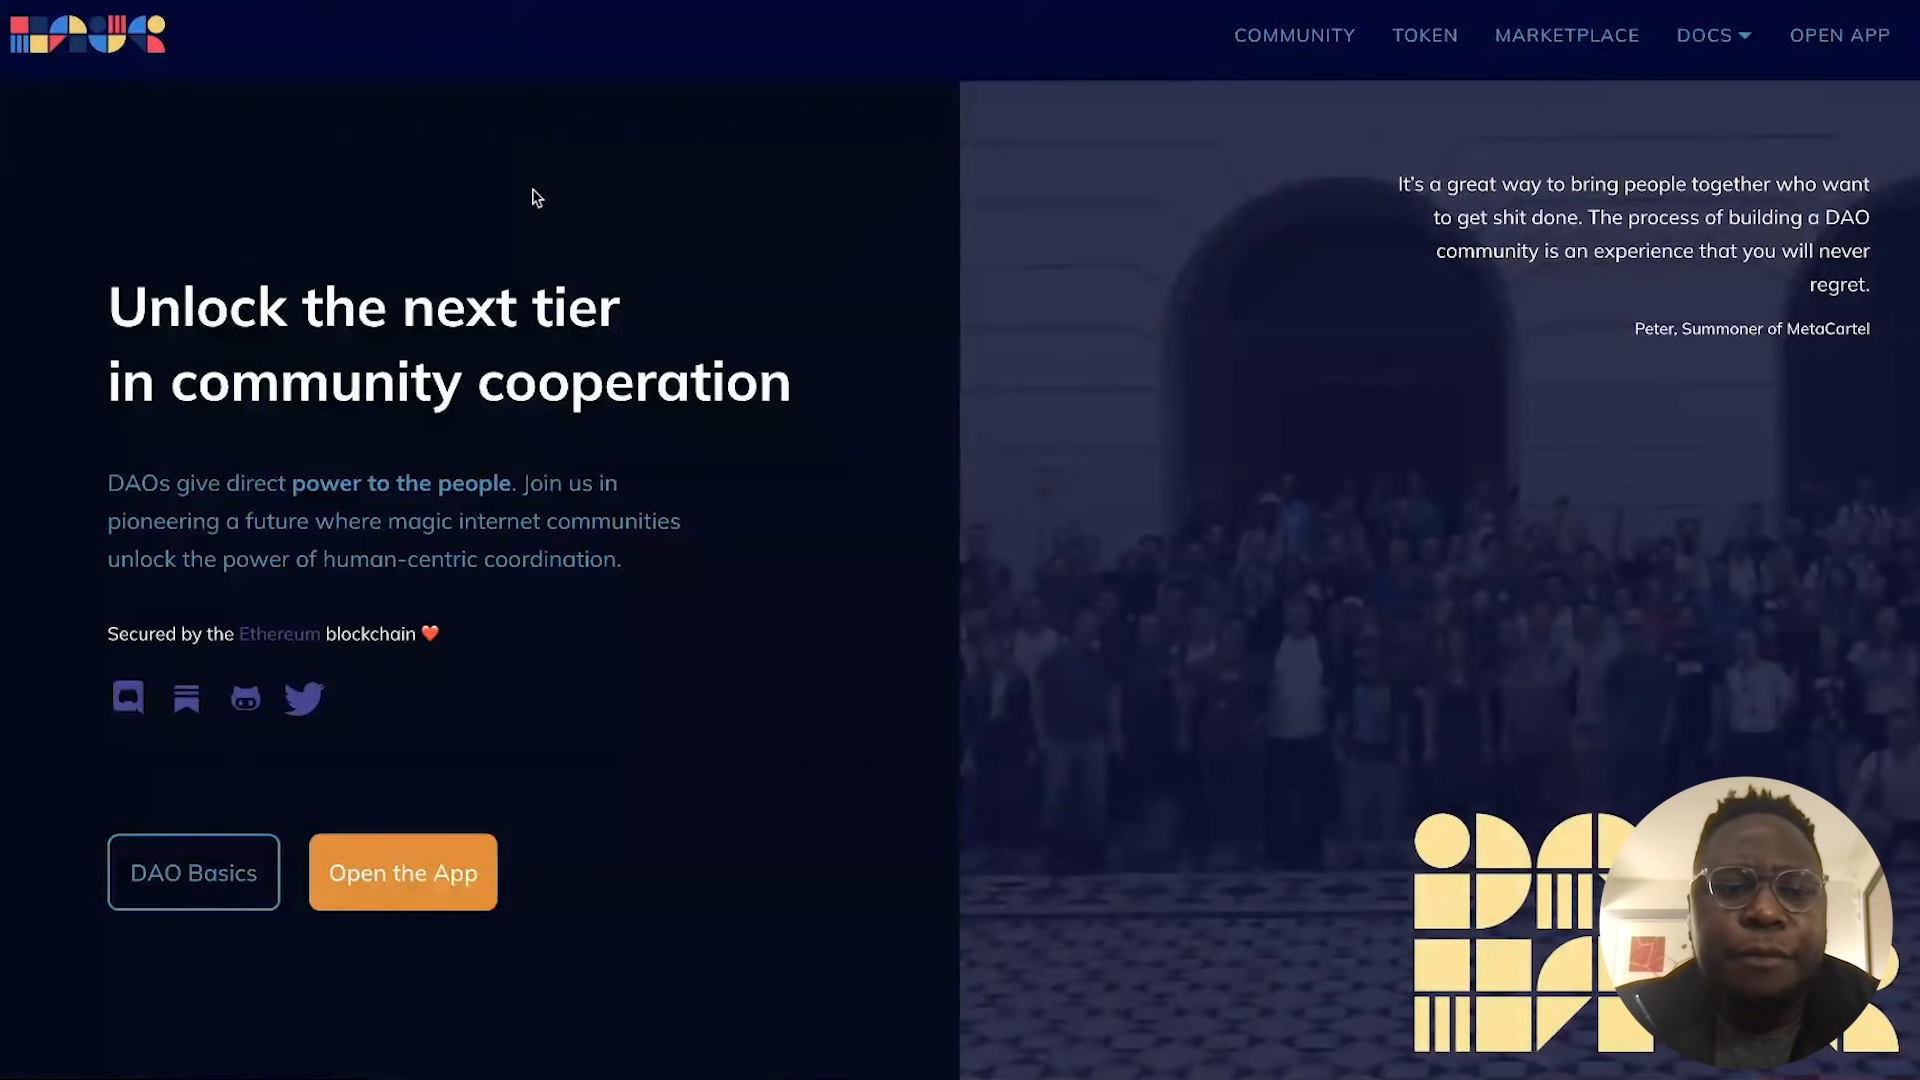 COMMUNITY TOKEN MARKETPLACE DOCS OPEN APP
Unlock the next tier
in community cooperation
DAOs give direct power to the people. Join us in
pioneering a future where magic internet communities
unlock the power of human-centric coordination.
Secured by the Ethereum blockchain ❤️
DAO Basics
Open the App
It's a great way to bring people together who want
to get shit done. The process of building a DAO
community is an experience that you will never
regret.
Peter, Summoner of MetaCartel